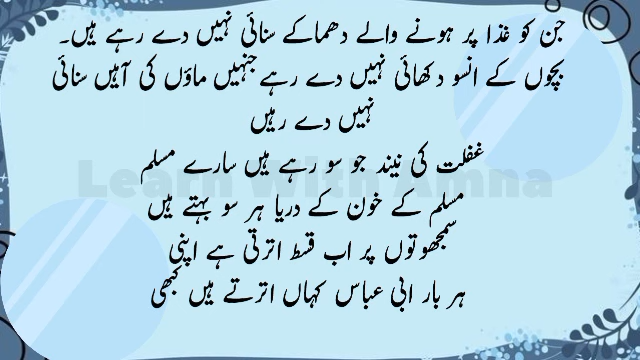 جن کو غذا پر ہونے والے دھماکے سنائی نہیں دے رہے ہیں۔
بچوں کے انسو دکھائی نہیں دے رہے جنہیں ماؤں کی آہیں سنائی
نہیں دے رہیں
غفلت کی نیند جو سو رہے ہیں سارے مسلم
Learn With Amna
مسلم کے خون کے دریا ہر سو بہتے ہیں
سمجھوتوں پر اب قسط اترتی ہے اپنی
ہر بار ابی عباس کہاں اترتے ہیں کبھی